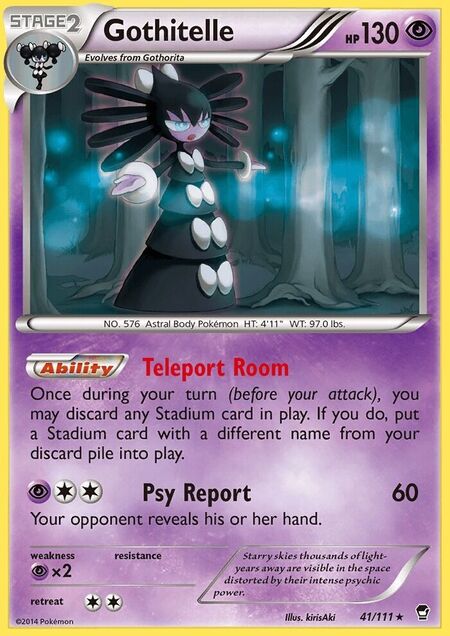 STAGE2
Gothitelle
HP130
Evolves from Gothorita
NO. 576 Astral Body Pokémon HT: 4'11" WT: 97.0 lbs.
Ability Teleport Room
Once during your turn (before your attack), you
may discard any Stadium card in play. If you do, put
a Stadium card with a different name from your
discard pile into play.
Psy Report 60
Your opponent reveals his or her hand.
weakness resistance
×2
retreat
Starry skies thousands of light-
years away are visible in the space
distorted by their intense psychic
power.
©2014 Pokémon
Illus. kirisAki
41/111 ★